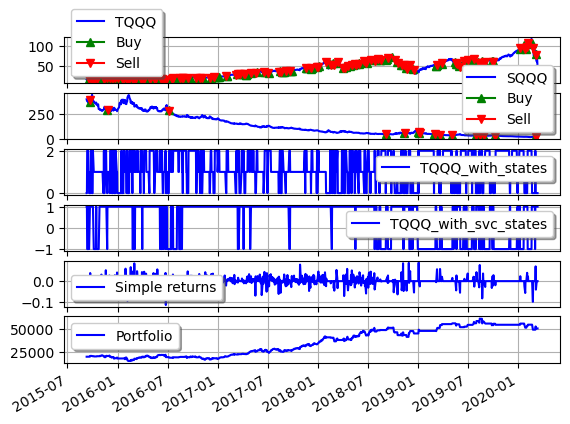 TQQQ
Buy
Sell
100
50
SQQQ
Buy
Sell
250
0
TQQQ_with_states
2
0
TQQQ_with_svc_states
1
0
−1
Simple returns
0.0
−0.1
Portfolio
50000
25000
2015-07
2016-01
2016-07
2017-01
2017-07
2018-01
2018-07
2019-01
2019-07
2020-01